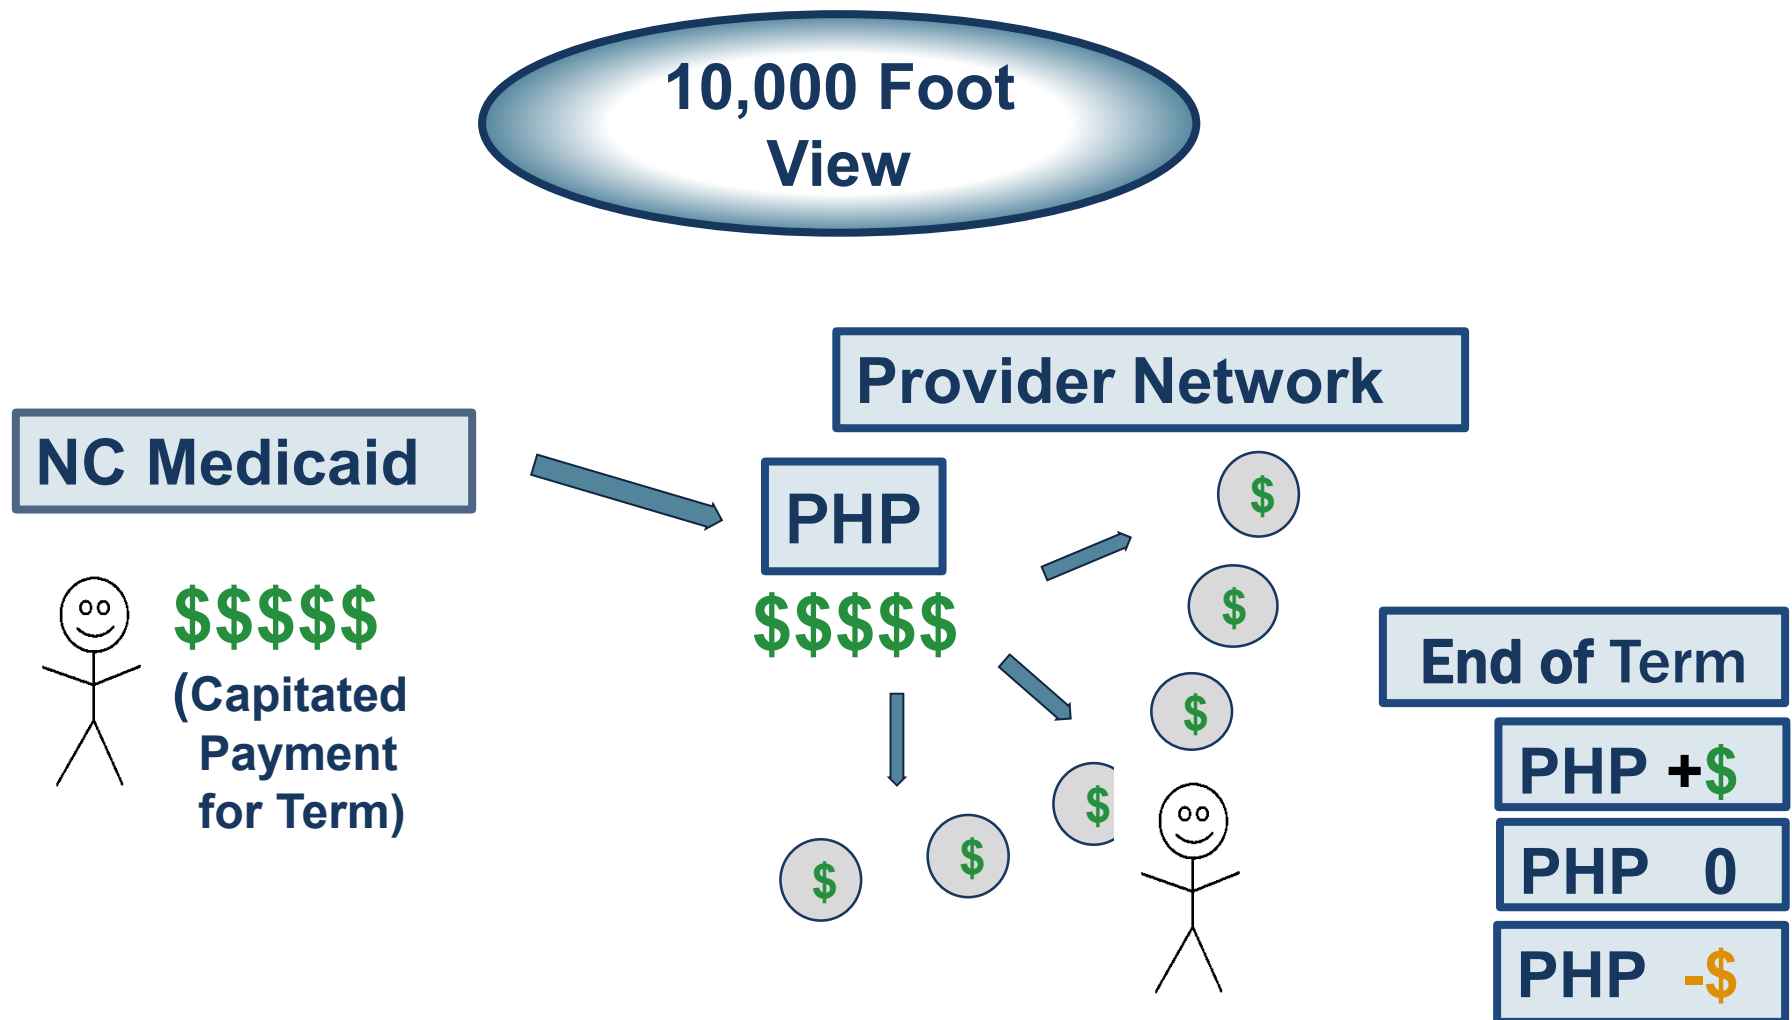 10,000 Foot
View
Provider Network
NC Medicaid
PHP
$$$$$
(Capitated
Payment
for Term)
$$$$$
$
$
$
$
$
$
End of Term
PHP +$
PHP 0
PHP -$